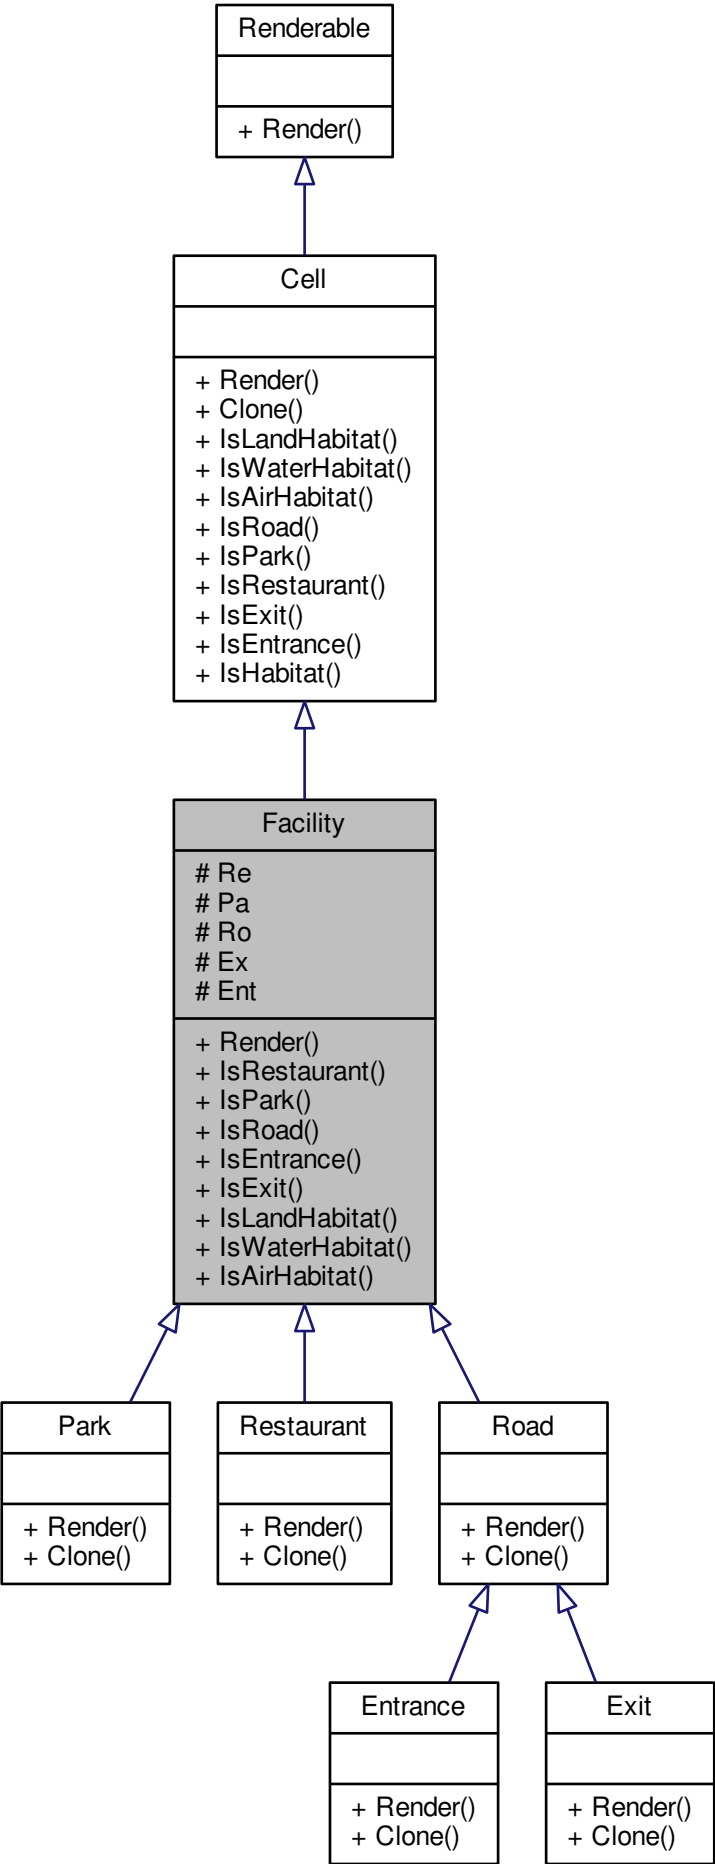 Renderable
+ Render()
Cell
+ Render()
+ Clone()
+ IsLandHabitat()
+ IsWaterHabitat()
+ IsAirHabitat()
+ IsRoad()
+ IsPark()
+ IsRestaurant()
+ IsExit()
+ IsEntrance()
+ IsHabitat()
Facility
# Re
# Pa
# Ro
# Ex
# Ent
+ Render()
+ IsRestaurant()
+ IsPark()
+ IsRoad()
+ IsEntrance()
+ IsExit()
+ IsLandHabitat()
+ IsWaterHabitat()
+ IsAirHabitat()
Park
+ Render()
+ Clone()
Restaurant
+ Render()
+ Clone()
Road
+ Render()
+ Clone()
Entrance
+ Render()
+ Clone()
Exit
+ Render()
+ Clone()